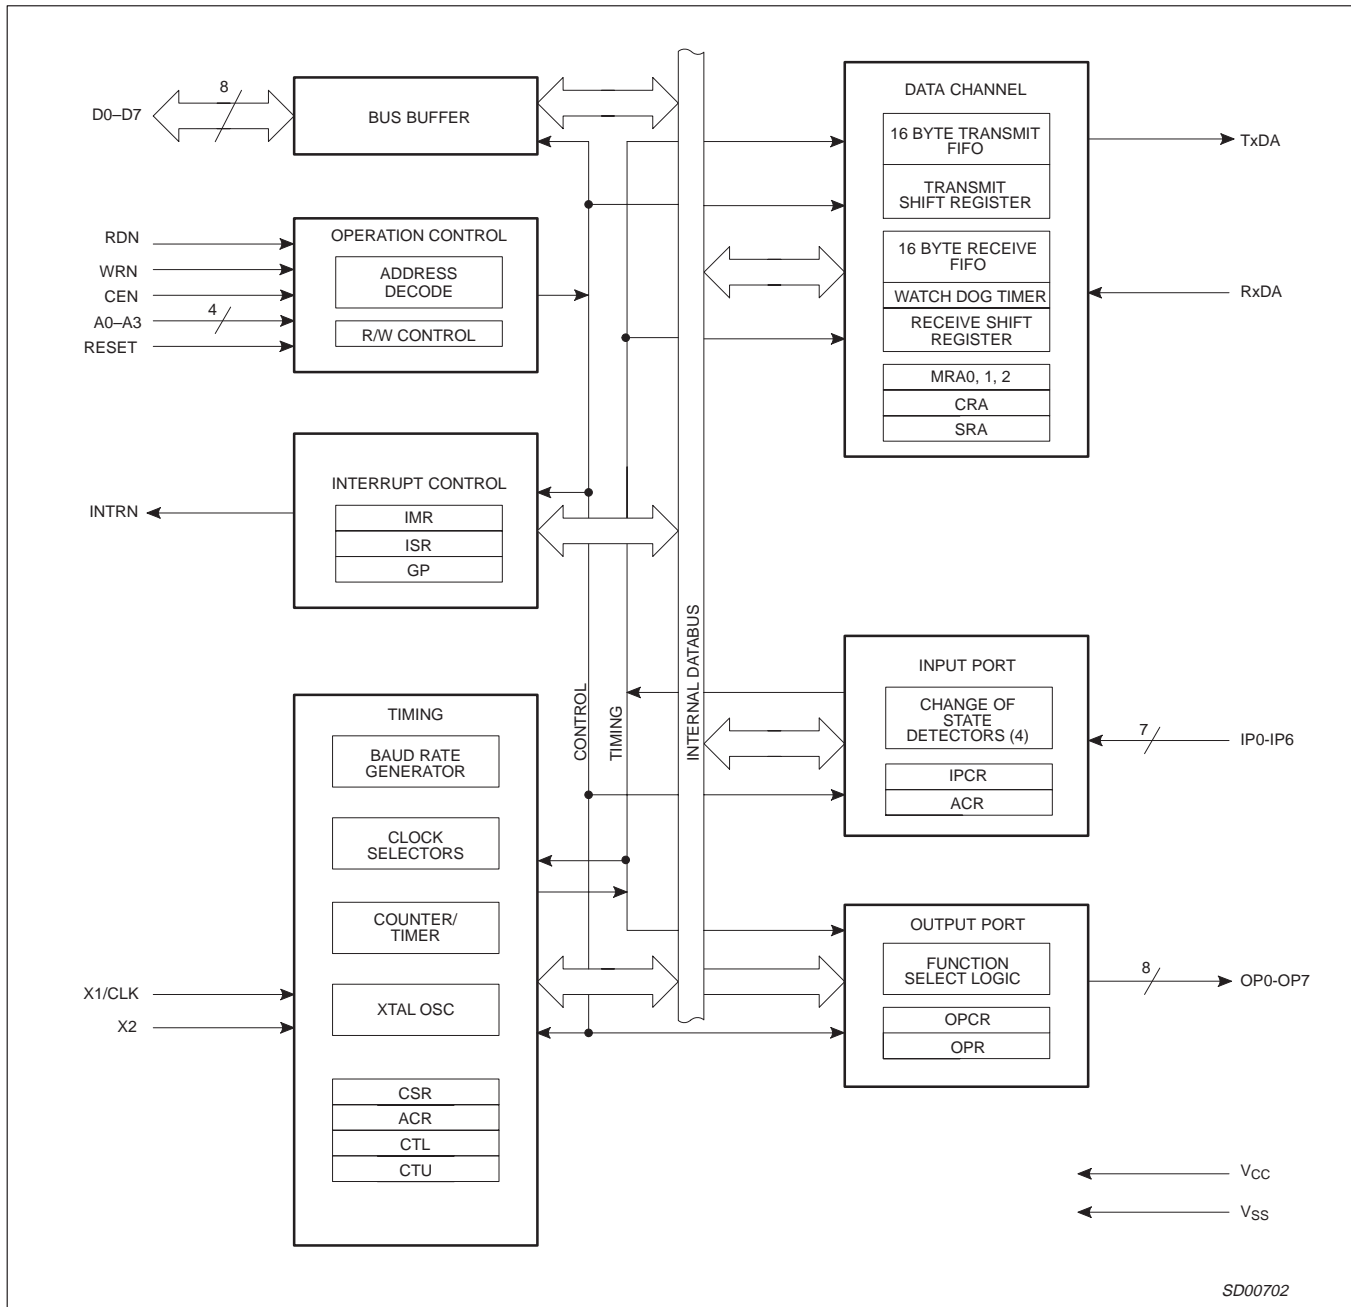 D0–D7
8
BUS BUFFER
RDN
WRN
CEN
A0–A3
4
RESET
OPERATION CONTROL
ADDRESS
DECODE
R/W CONTROL
INTRN
INTERRUPT CONTROL
IMR
ISR
GP
TIMING
BAUD RATE
GENERATOR
CLOCK
SELECTORS
COUNTER/
TIMER
XTAL OSC
CSR
ACR
CTL
CTU
X1/CLK
X2
CONTROL
TIMING
INTERNAL DATABUS
DATA CHANNEL
16 BYTE TRANSMIT
FIFO
TRANSMIT
SHIFT REGISTER
16 BYTE RECEIVE
FIFO
WATCH DOG TIMER
RECEIVE SHIFT
REGISTER
MRA0, 1, 2
CRA
SRA
TxDA
RxDA
INPUT PORT
CHANGE OF
STATE
DETECTORS (4)
IPCR
ACR
7
IP0-IP6
OUTPUT PORT
FUNCTION
SELECT LOGIC
OPCR
OPR
8
OP0-OP7
VCC
VSS
SD00702